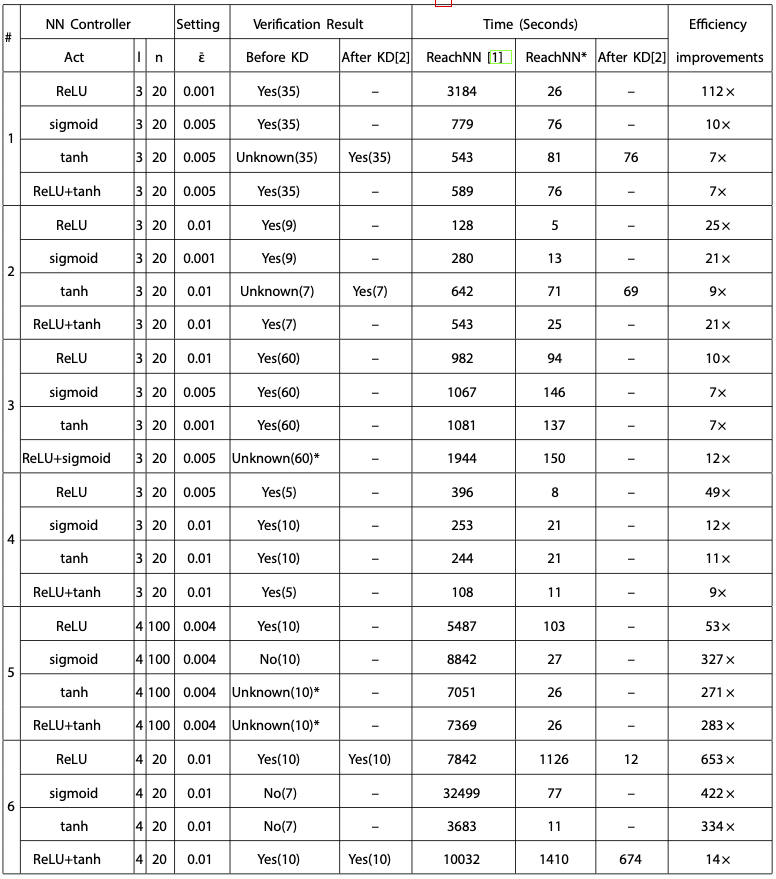 # NN Controller Setting Verification Result Time (Seconds) Efficiency
Act l n ε̄ Before KD After KD[2] ReachNN [1] ReachNN* After KD[2] improvements
1
ReLU 3 20 0.001 Yes(35) – 3184 26 – 112×
sigmoid 3 20 0.005 Yes(35) – 779 76 – 10×
tanh 3 20 0.005 Unknown(35) Yes(35) 543 81 76 7×
ReLU+tanh 3 20 0.005 Yes(35) – 589 76 – 7×
2
ReLU 3 20 0.01 Yes(9) – 128 5 – 25×
sigmoid 3 20 0.001 Yes(9) – 280 13 – 21×
tanh 3 20 0.01 Unknown(7) Yes(7) 642 71 69 9×
ReLU+tanh 3 20 0.01 Yes(7) – 543 25 – 21×
3
ReLU 3 20 0.01 Yes(60) – 982 94 – 10×
sigmoid 3 20 0.005 Yes(60) – 1067 146 – 7×
tanh 3 20 0.001 Yes(60) – 1081 137 – 7×
ReLU+sigmoid 3 20 0.005 Unknown(60)* – 1944 150 – 12×
4
ReLU 3 20 0.005 Yes(5) – 396 8 – 49×
sigmoid 3 20 0.01 Yes(10) – 253 21 – 12×
tanh 3 20 0.01 Yes(10) – 244 21 – 11×
ReLU+tanh 3 20 0.01 Yes(5) – 108 11 – 9×
5
ReLU 4 100 0.004 Yes(10) – 5487 103 – 53×
sigmoid 4 100 0.004 No(10) – 8842 27 – 327×
tanh 4 100 0.004 Unknown(10)* – 7051 26 – 271×
ReLU+tanh 4 100 0.004 Unknown(10)* – 7369 26 – 283×
6
ReLU 4 20 0.01 Yes(10) Yes(10) 7842 1126 12 653×
sigmoid 4 20 0.01 No(7) – 32499 77 – 422×
tanh 4 20 0.01 No(7) – 3683 11 – 334×
ReLU+tanh 4 20 0.01 Yes(10) Yes(10) 10032 1410 674 14×